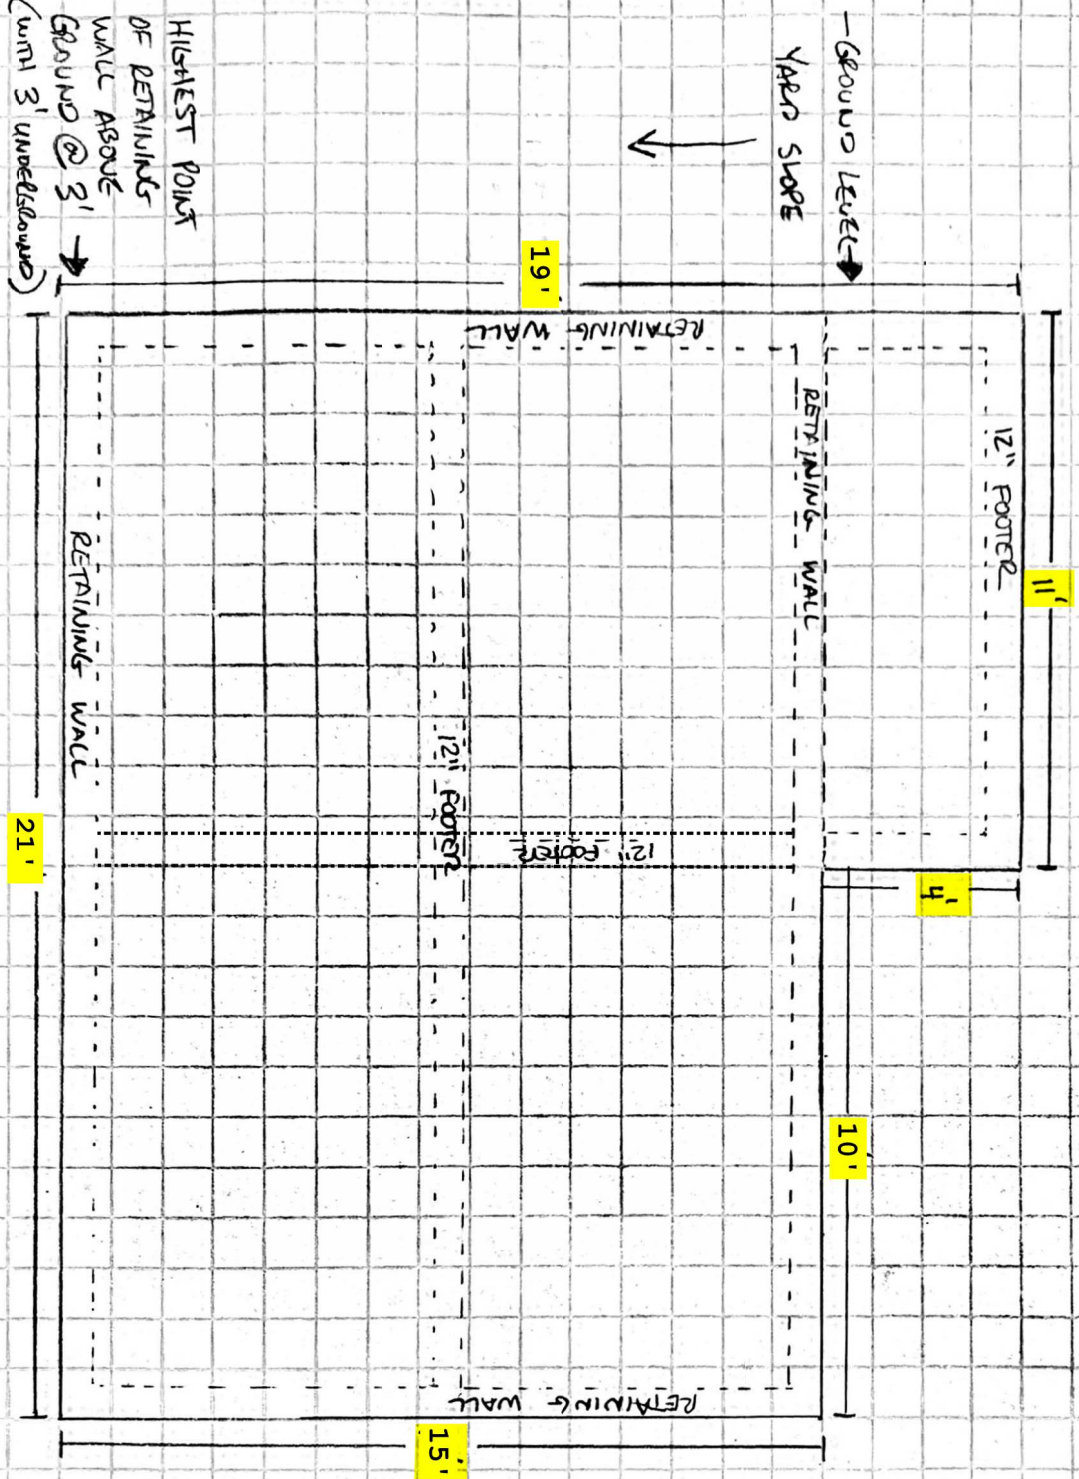 -GROUND LEVEL
YARD SLOPE
HIGHEST POINT
OF RETAINING
WALL ABOVE
GROUND @ 3'
(WITH 3' UNDERGROUND)
19'
RETAINING WALL
RETAINING WALL
12" FOOTER
11'
RETAINING WALL
12" FOOTER
12" FOOTER
4'
21'
10'
RETAINING WALL
15'